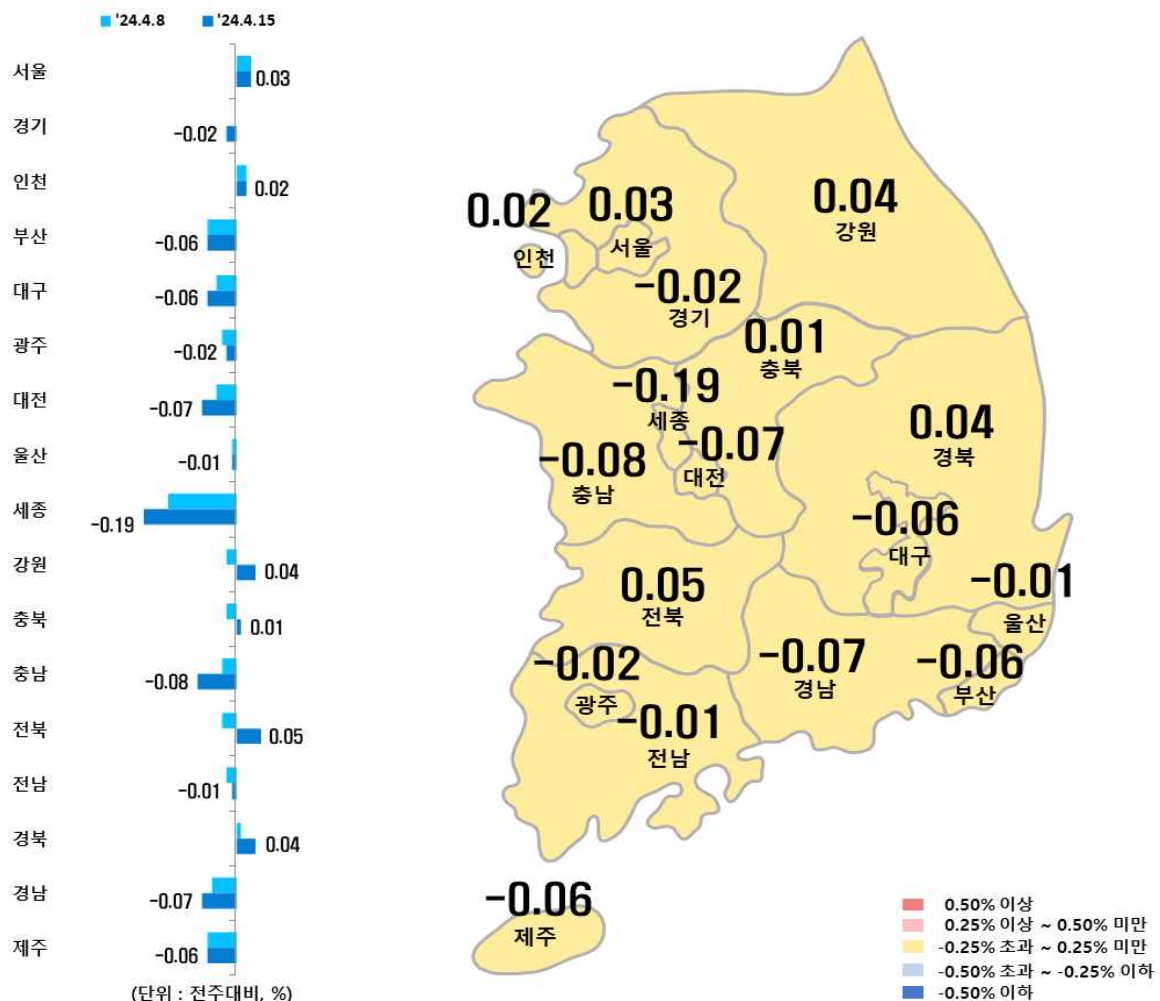 '24.4.8 '24.4.15
서울 0.03
경기 -0.02
인천 0.02
부산 -0.06
대구 -0.06
광주 -0.02
대전 -0.07
울산 -0.01
세종 -0.19
강원 0.04
충북 0.01
충남 -0.08
전북 0.05
전남 -0.01
경북 0.04
경남 -0.07
제주 -0.06
(단위 : 전주대비, %)
0.02
인천
0.03
서울
-0.02
경기
0.04
강원
0.01
충북
-0.19
세종
-0.07
대전
-0.08
충남
0.04
경북
-0.06
대구
-0.01
울산
0.05
전북
-0.07
경남
-0.06
부산
-0.02
광주
-0.01
전남
-0.06
제주
0.50% 이상
0.25% 이상 ~ 0.50% 미만
-0.25% 초과 ~ 0.25% 미만
-0.50% 초과 ~ -0.25% 이하
-0.50% 이하